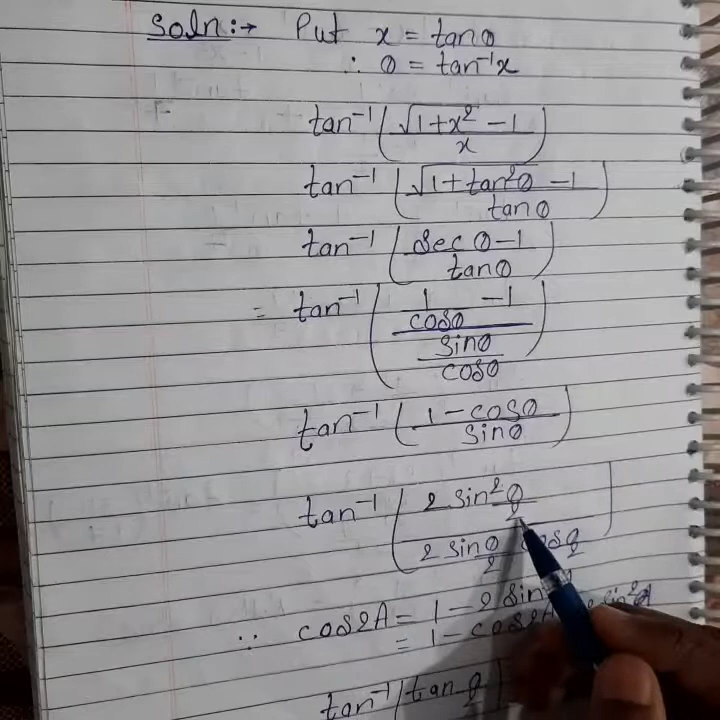 Soln:→ Put x = tanθ
∴ θ = tan⁻¹x
tan⁻¹(√(1+x²) −1 / x)
tan⁻¹(√(1+tan²θ) −1 / tanθ)
tan⁻¹(secθ−1 / tanθ)
= tan⁻¹((1/cosθ −1) / (sinθ/cosθ))
tan⁻¹(1−cosθ / sinθ)
tan⁻¹(2 sin² θ/2 / 2 sin θ/2 cos θ/2)
∵ cos2A = 1−2 sin
= 1−cos2A sin²A
tan⁻¹(tan θ